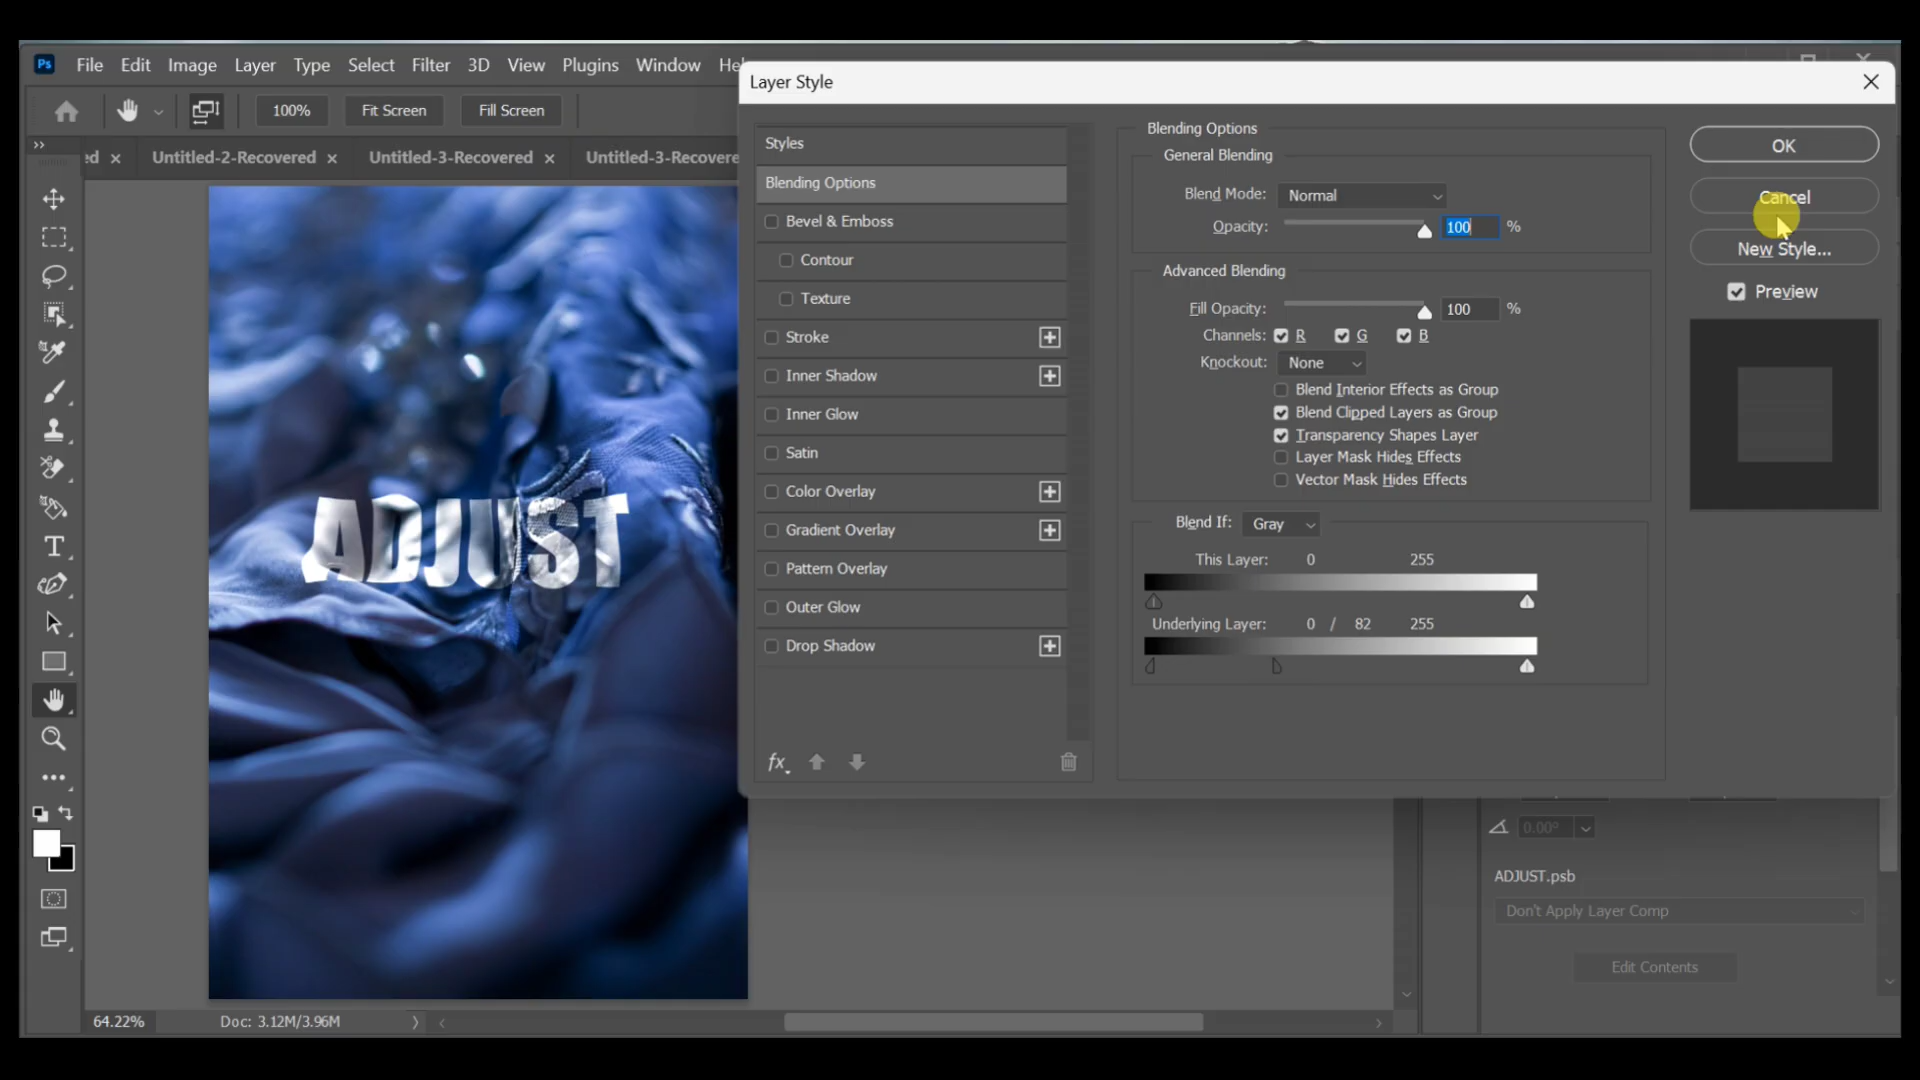 Ps File Edit Image Layer Type Select Filter 3D View Plugins Window He
Layer Style
100% Fit Screen Fill Screen
ed × Untitled-2-Recovered × Untitled-3-Recovered × Untitled-3-Recovere
Styles
Blending Options
Bevel & Emboss
Contour
Texture
Stroke
Inner Shadow
Inner Glow
Satin
Color Overlay
Gradient Overlay
Pattern Overlay
Outer Glow
Drop Shadow
fx
Blending Options
General Blending
Blend Mode: Normal
Opacity: 100 %
Advanced Blending
Fill Opacity: 100 %
Channels: R G B
Knockout: None
Blend Interior Effects as Group
Blend Clipped Layers as Group
Transparency Shapes Layer
Layer Mask Hides Effects
Vector Mask Hides Effects
Blend If: Gray
This Layer: 0 255
Underlying Layer: 0 / 82 255
OK
Cancel
New Style...
Preview
ADJUST
0.00°
ADJUST.psb
Don't Apply Layer Comp
Edit Contents
64.22% Doc: 3.12M/3.96M